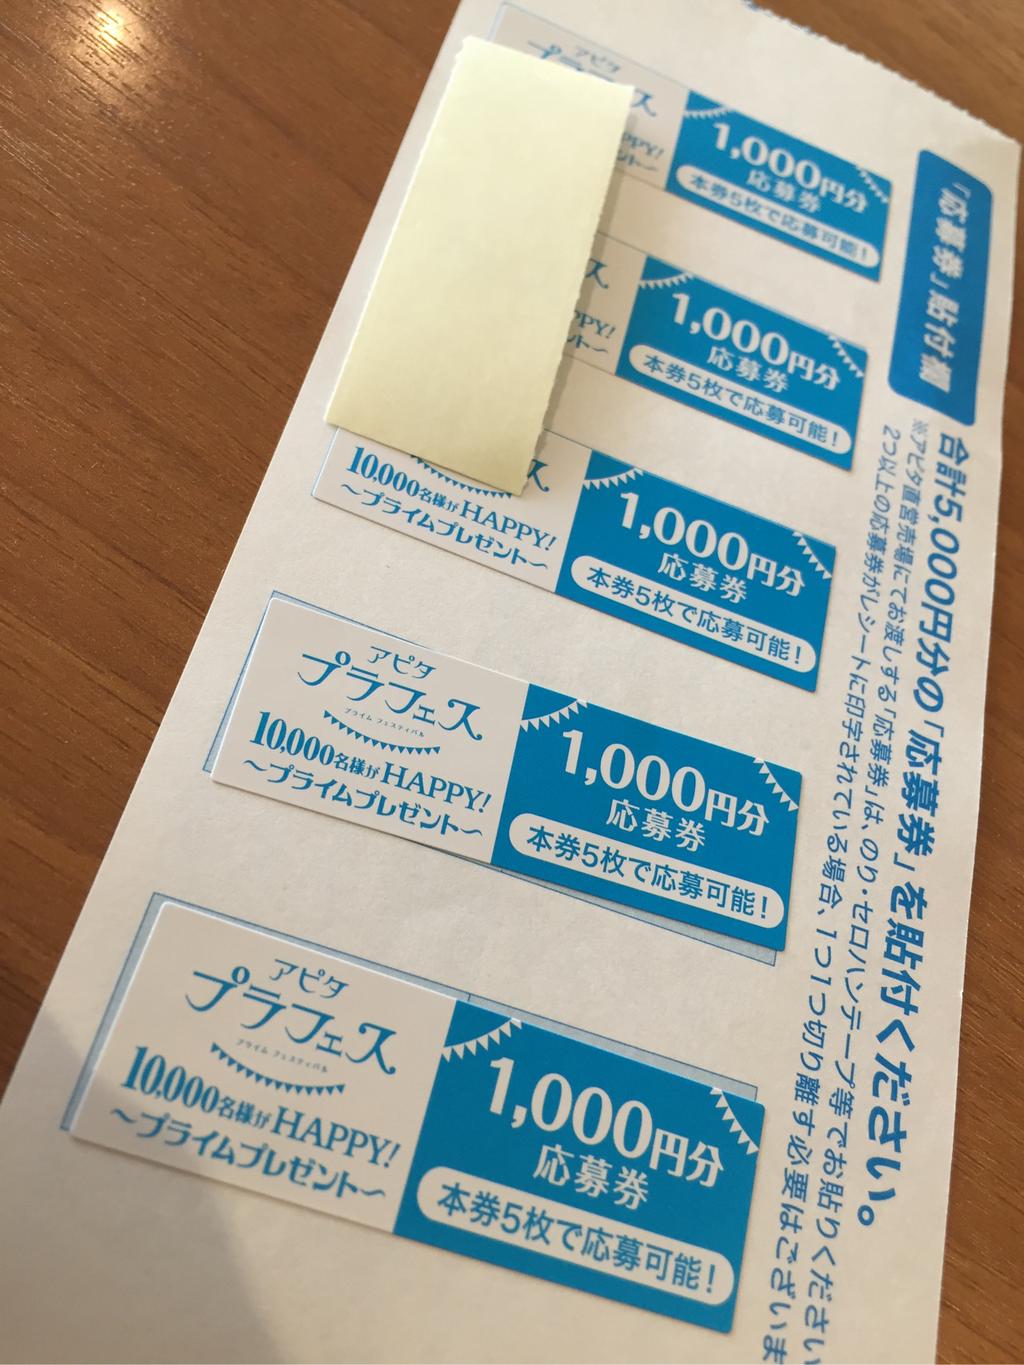 「応募券」貼付欄
合計5,000円分の「応募券」を貼付ください。
※アピタ直営売場にてお渡しする「応募券」は、のり・セロハンテープ等でお貼りください
2つ以上の応募券がレシートに印字されている場合、1つ1つ切り離す必要はございま
アピタ
1,000円分
応募券
本券5枚で応募可能！
ス
PPY!
ント〜
1,000円分
応募券
本券5枚で応募可能！
ス
10,000名様がHAPPY!
〜プライムプレゼント〜
1,000円分
応募券
本券5枚で応募可能！
アピタ
プラフェス
プライム フェスティバル
10,000名様がHAPPY!
〜プライムプレゼント〜
1,000円分
応募券
本券5枚で応募可能！
アピタ
プラフェス
プライム フェスティバル
10,000名様がHAPPY!
〜プライムプレゼント〜
1,000円分
応募券
本券5枚で応募可能！